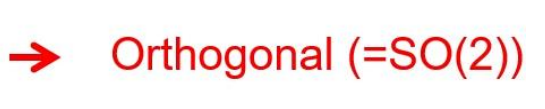 → Orthogonal (=SO(2))